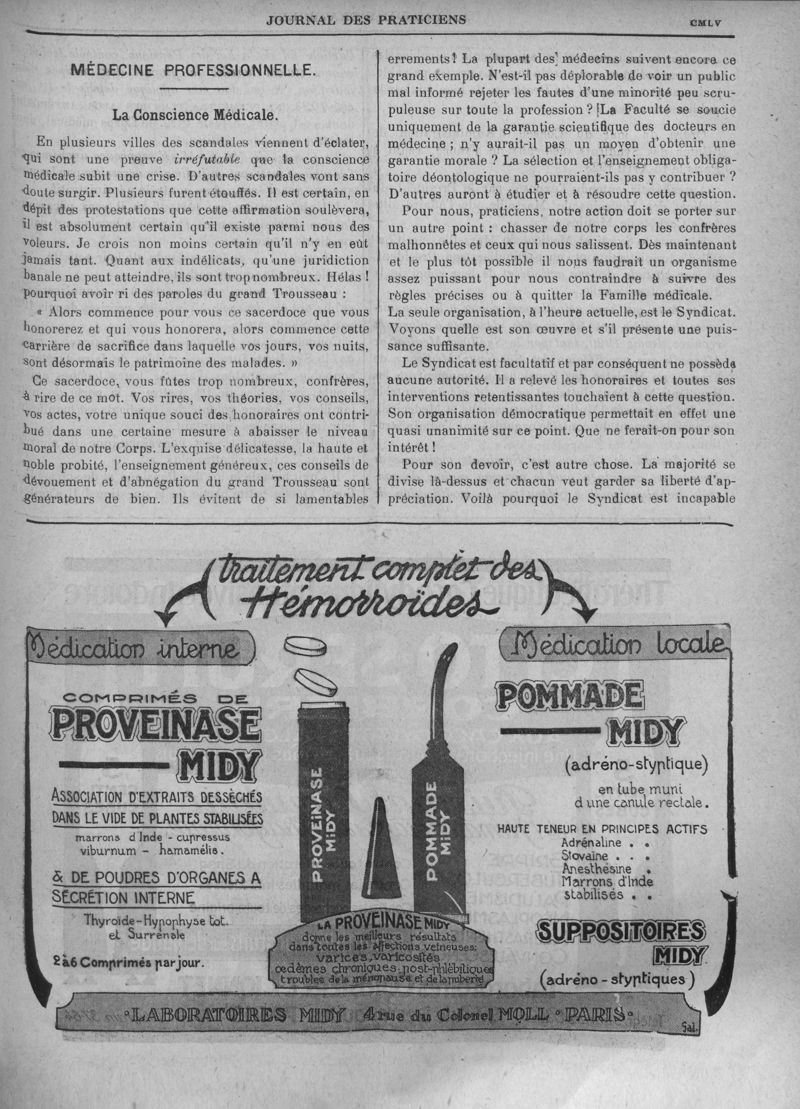 JOURNAL DES PRATICIENS
CMLV
MÉDECINE PROFESSIONNELLE.
La Conscience Médicale.
En plusieurs villes des scandales viennent d'éclater,
qui sont une preuve irréfutable que la conscience
médicale subit une crise. D'autres scandales vont sans
doute surgir. Plusieurs furent étouffés. Il est certain, en
dépit des protestations que cette affirmation soulèvera,
il est absolument certain qu'il existe parmi nous des
voleurs. Je crois non moins certain qu'il n'y en eût
jamais tant. Quant aux indélicats, qu'une juridiction
banale ne peut atteindre, ils sont trop nombreux. Hélas !
pourquoi avoir ri des paroles du grand Trousseau :
« Alors commence pour vous ce sacerdoce que vous
honorerez et qui vous honorera, alors commence cette
carrière de sacrifice dans laquelle vos jours, vos nuits,
sont désormais le patrimoine des malades. »
Ce sacerdoce, vous fûtes trop nombreux, confrères,
à rire de ce mot. Vos rires, vos théories, vos conseils,
vos actes, votre unique souci des honoraires ont contri-
bué dans une certaine mesure à abaisser le niveau
moral de notre Corps. L'exquise délicatesse, la haute et
noble probité, l'enseignement généreux, ces conseils de
dévouement et d'abnégation du grand Trousseau sont
générateurs de bien. Ils évitent de si lamentables
errements ! La plupart des médecins suivent encore ce
grand exemple. N'est-il pas déplorable de voir un public
mal informé rejeter les fautes d'une minorité peu scru-
puleuse sur toute la profession ? La Faculté se soucie
uniquement de la garantie scientifique des docteurs en
médecine ; n'y aurait-il pas un moyen d'obtenir une
garantie morale ? La sélection et l'enseignement obliga-
toire déontologique ne pourraient-ils pas y contribuer ?
D'autres auront à étudier et à résoudre cette question.
Pour nous, praticiens, notre action doit se porter sur
un autre point : chasser de notre corps les confrères
malhonnêtes et ceux qui nous salissent. Dès maintenant
et le plus tôt possible il nous faudrait un organisme
assez puissant pour nous contraindre à suivre des
règles précises ou à quitter la Famille médicale.
La seule organisation, à l'heure actuelle, est le Syndicat.
Voyons quelle est son œuvre et s'il présente une puis-
sance suffisante.
Le Syndicat est facultatif et par conséquent ne possède
aucune autorité. Il a relevé les honoraires et toutes ses
interventions retentissantes touchaient à cette question.
Son organisation démocratique permettait en effet une
quasi unanimité sur ce point. Que ne ferait-on pour son
intérêt !
Pour son devoir, c'est autre chose. La majorité se
divise là-dessus et chacun veut garder sa liberté d'ap-
préciation. Voilà pourquoi le Syndicat est incapable
traitement complet des
Hémorroïdes
Médication interne
COMPRIMÉS DE
PROVEINASE
MIDY
ASSOCIATION D'EXTRAITS DESSÉCHÉS
DANS LE VIDE DE PLANTES STABILISÉES
marrons d'Inde - cupressus
viburnum - hamamélis.
& DE POUDRES D'ORGANES A
SÉCRÉTION INTERNE
Thyroïde-Hypophyse tot.
et Surrénale
2 à 6 Comprimés par jour.
PROVEINASE MIDY
POMMADE MIDY
LA PROVEINASE MIDY
donne les meilleurs résultats
dans toutes les affections veineuses:
varices, varicosités
œdèmes chroniques, post-phlébitiques
troubles de la ménopause et de la puberté
Médication locale
POMMADE
MIDY
(adréno-styptique)
en tube muni
d'une canule rectale.
HAUTE TENEUR EN PRINCIPES ACTIFS
Adrénaline . .
Stovaïne . . .
Anesthésine .
Marrons d'Inde
stabilisés . .
SUPPOSITOIRES
MIDY
(adréno-styptiques)
LABORATOIRES MIDY 4 rue du Colonel MOLL PARIS
Gal.